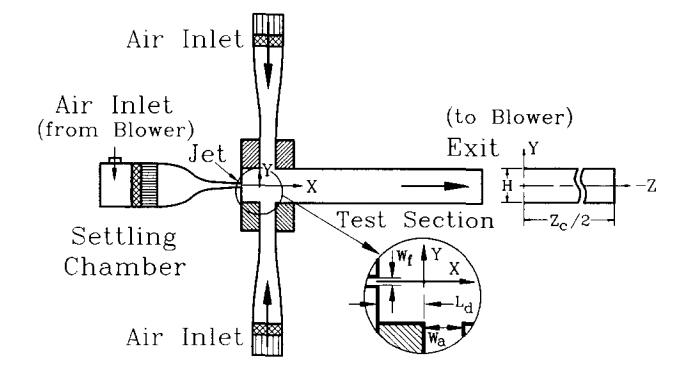 Air Inlet
Air Inlet
(from Blower)
Jet
Y
X
(to Blower)
Exit
Y
H
Z
Z_c/2
Test Section
Settling
Chamber
W_f
Y
X
L_d
W_a
Air Inlet